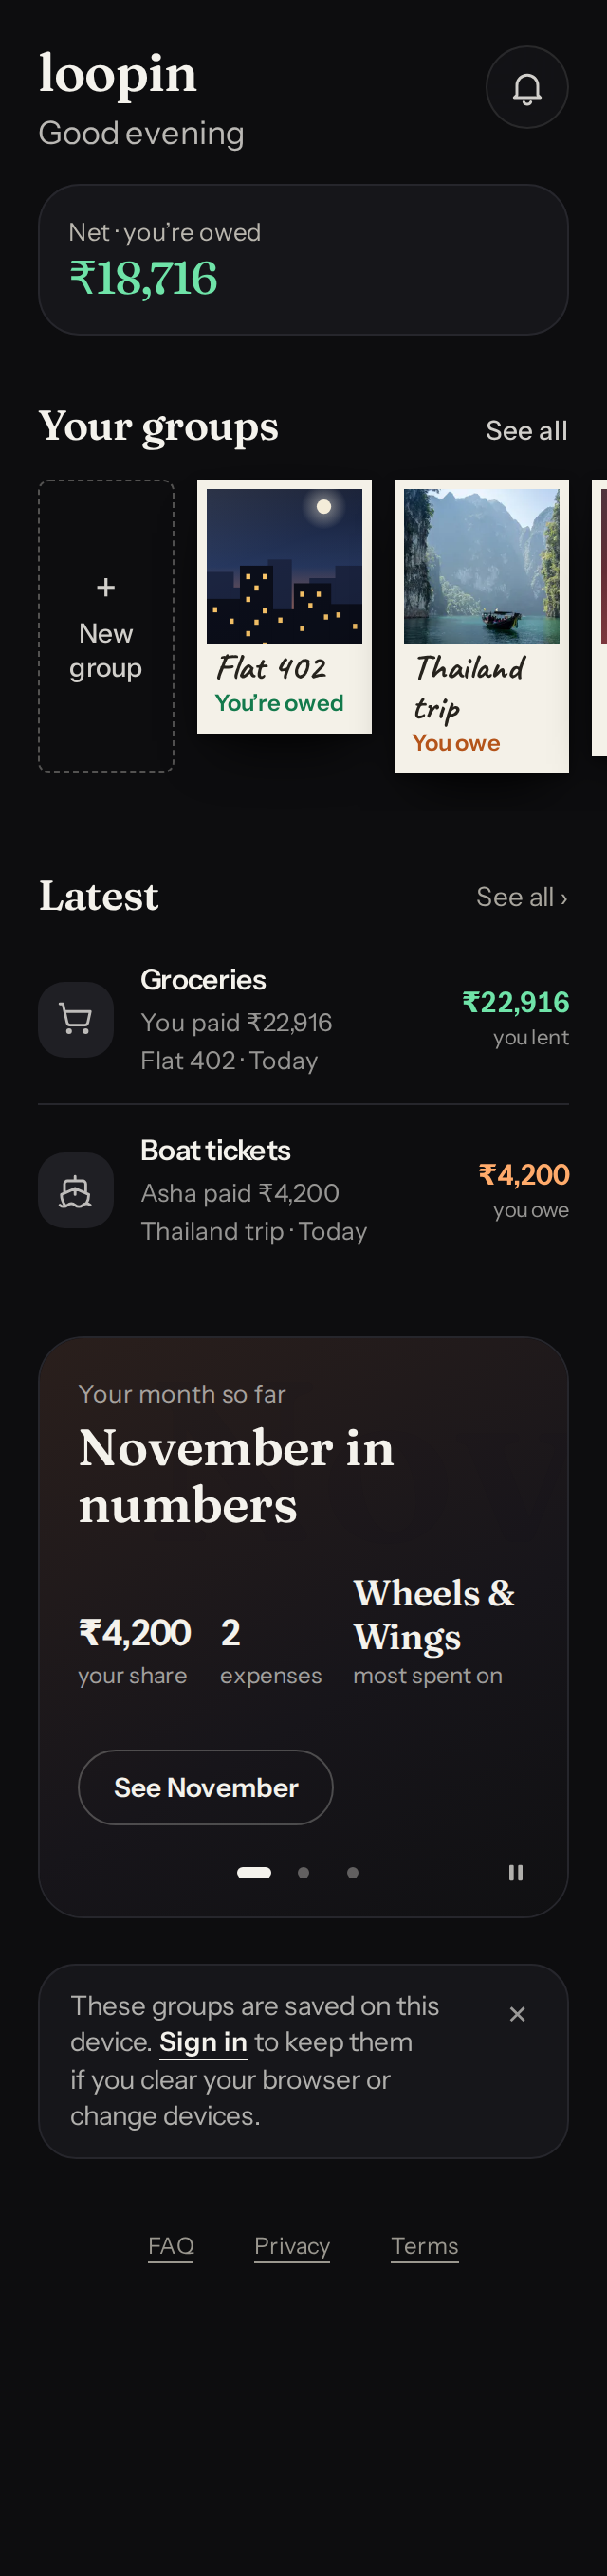 loopin
Good evening
Net · you’re owed
₹18,716
Your groups
See all
+
New
group
Flat 402
You’re owed
Thailand
trip
You owe
Latest
See all ›
Groceries
You paid ₹22,916
Flat 402 · Today
₹22,916
you lent
Boat tickets
Asha paid ₹4,200
Thailand trip · Today
₹4,200
you owe
Your month so far
November in
numbers
₹4,200
your share
2
expenses
Wheels &
Wings
most spent on
See November
These groups are saved on this
device. Sign in to keep them
if you clear your browser or
change devices.
FAQ
Privacy
Terms